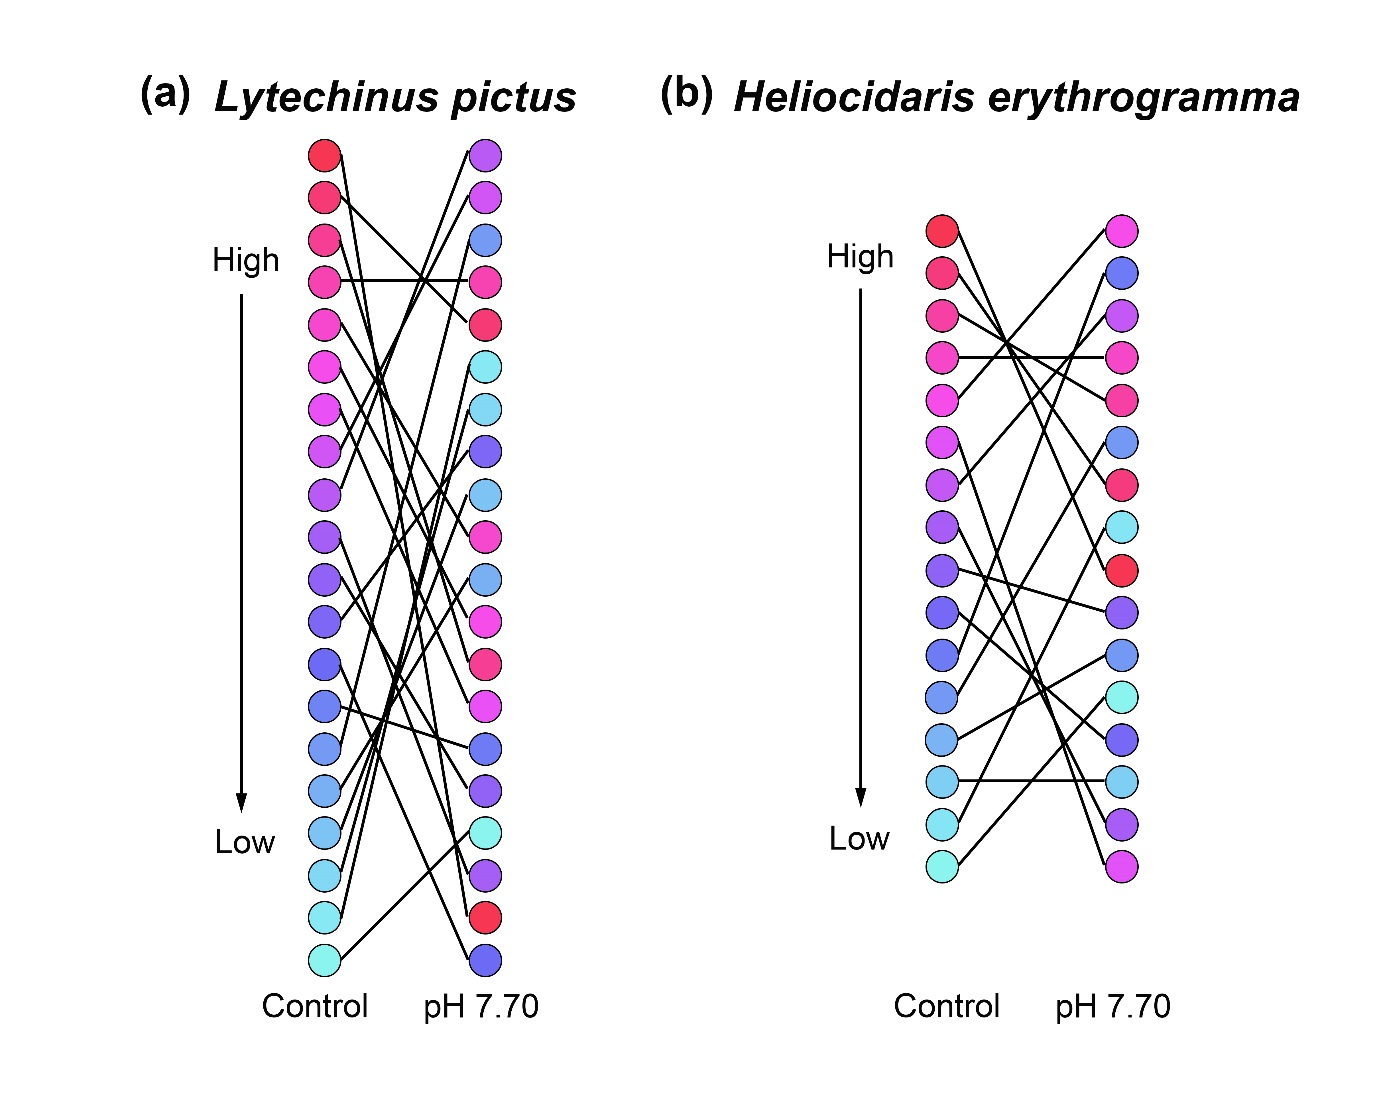 (a) Lytechinus pictus
High
Low
Control pH 7.70
(b) Heliocidaris erythrogramma
High
Low
Control pH 7.70